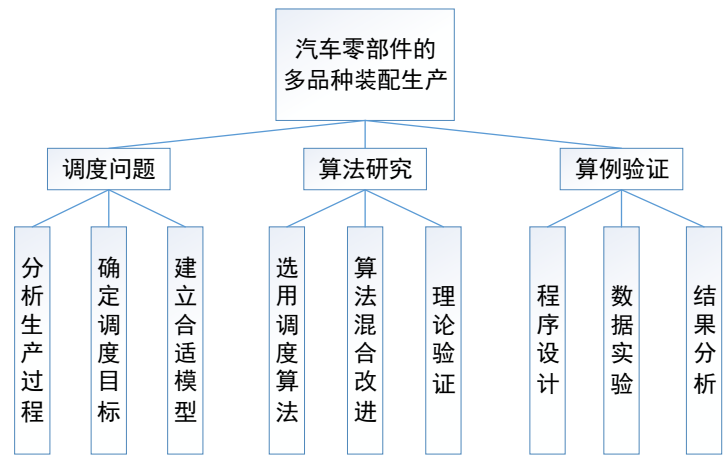 汽车零部件的
多品种装配生产
调度问题
算法研究
算例验证
分析生产过程
确定调度目标
建立合适模型
选用调度算法
算法混合改进
理论验证
程序设计
数据实验
结果分析